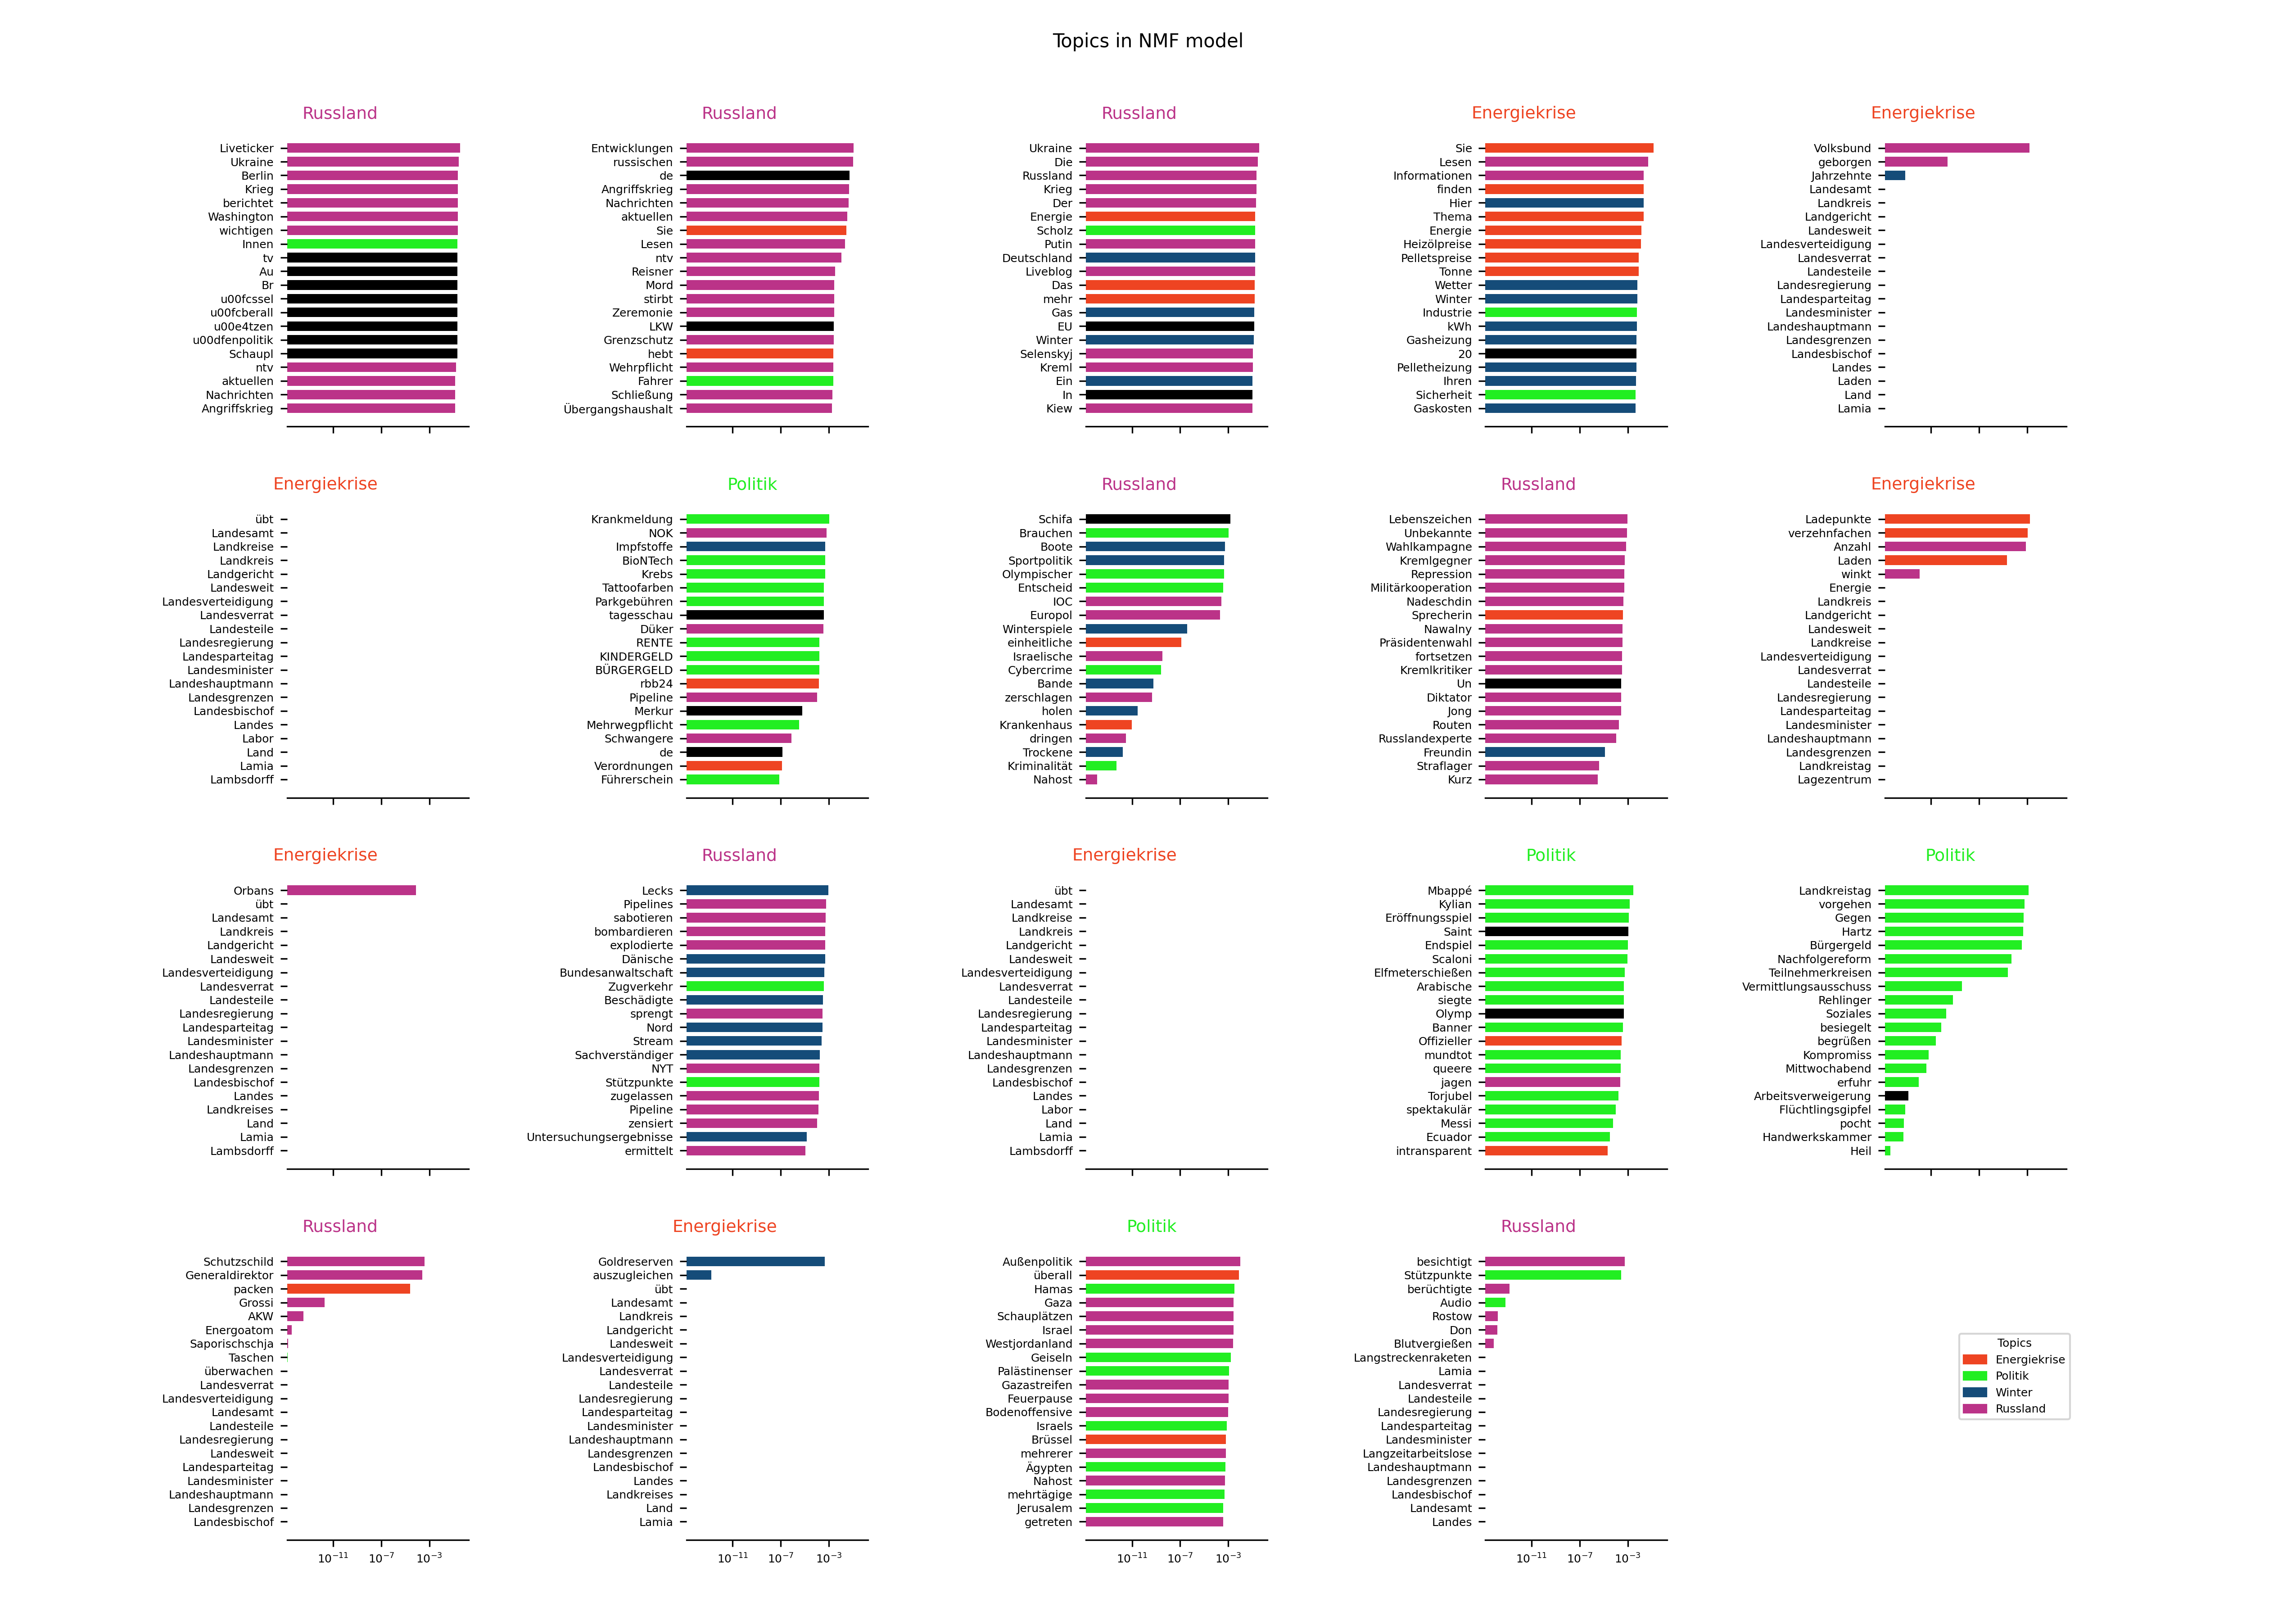 Topics in NMF model
Russland
Liveticker
Ukraine
Berlin
Krieg
berichtet
Washington
wichtigen
Innen
tv
Au
Br
u00fcssel
u00fcberall
u00e4tzen
u00dfenpolitik
Schaupl
ntv
aktuellen
Nachrichten
Angriffskrieg
Russland
Entwicklungen
russischen
de
Angriffskrieg
Nachrichten
aktuellen
Sie
Lesen
ntv
Reisner
Mord
stirbt
Zeremonie
LKW
Grenzschutz
hebt
Wehrpflicht
Fahrer
Schließung
Übergangshaushalt
Russland
Ukraine
Die
Russland
Krieg
Der
Energie
Scholz
Putin
Deutschland
Liveblog
Das
mehr
Gas
EU
Winter
Selenskyj
Kreml
Ein
In
Kiew
Energiekrise
Sie
Lesen
Informationen
finden
Hier
Thema
Energie
Heizölpreise
Pelletspreise
Tonne
Wetter
Winter
Industrie
kWh
Gasheizung
20
Pelletheizung
Ihren
Sicherheit
Gaskosten
Energiekrise
Volksbund
geborgen
Jahrzehnte
Landesamt
Landkreis
Landgericht
Landesweit
Landesverteidigung
Landesverrat
Landesteile
Landesregierung
Landesparteitag
Landesminister
Landeshauptmann
Landesgrenzen
Landesbischof
Landes
Laden
Land
Lamia
Energiekrise
übt
Landesamt
Landkreise
Landkreis
Landgericht
Landesweit
Landesverteidigung
Landesverrat
Landesteile
Landesregierung
Landesparteitag
Landesminister
Landeshauptmann
Landesgrenzen
Landesbischof
Landes
Labor
Land
Lamia
Lambsdorff
Politik
Krankmeldung
NOK
Impfstoffe
BioNTech
Krebs
Tattoofarben
Parkgebühren
tagesschau
Düker
RENTE
KINDERGELD
BÜRGERGELD
rbb24
Pipeline
Merkur
Mehrwegpflicht
Schwangere
de
Verordnungen
Führerschein
Russland
Schifa
Brauchen
Boote
Sportpolitik
Olympischer
Entscheid
IOC
Europol
Winterspiele
einheitliche
Israelische
Cybercrime
Bande
zerschlagen
holen
Krankenhaus
dringen
Trockene
Kriminalität
Nahost
Russland
Lebenszeichen
Unbekannte
Wahlkampagne
Kremlgegner
Repression
Militärkooperation
Nadeschdin
Sprecherin
Nawalny
Präsidentenwahl
fortsetzen
Kremlkritiker
Un
Diktator
Jong
Routen
Russlandexperte
Freundin
Straflager
Kurz
Energiekrise
Ladepunkte
verzehnfachen
Anzahl
Laden
winkt
Energie
Landkreis
Landgericht
Landesweit
Landkreise
Landesverteidigung
Landesverrat
Landesteile
Landesregierung
Landesparteitag
Landesminister
Landeshauptmann
Landesgrenzen
Landkreistag
Lagezentrum
Energiekrise
Orbans
übt
Landesamt
Landkreis
Landgericht
Landesweit
Landesverteidigung
Landesverrat
Landesteile
Landesregierung
Landesparteitag
Landesminister
Landeshauptmann
Landesgrenzen
Landesbischof
Landes
Landkreises
Land
Lamia
Lambsdorff
Russland
Lecks
Pipelines
sabotieren
bombardieren
explodierte
Dänische
Bundesanwaltschaft
Zugverkehr
Beschädigte
sprengt
Nord
Stream
Sachverständiger
NYT
Stützpunkte
zugelassen
Pipeline
zensiert
Untersuchungsergebnisse
ermittelt
Energiekrise
übt
Landesamt
Landkreise
Landkreis
Landgericht
Landesweit
Landesverteidigung
Landesverrat
Landesteile
Landesregierung
Landesparteitag
Landesminister
Landeshauptmann
Landesgrenzen
Landesbischof
Landes
Labor
Land
Lamia
Lambsdorff
Politik
Mbappé
Kylian
Eröffnungsspiel
Saint
Endspiel
Scaloni
Elfmeterschießen
Arabische
siegte
Olymp
Banner
Offizieller
mundtot
queere
jagen
Torjubel
spektakulär
Messi
Ecuador
intransparent
Politik
Landkreistag
vorgehen
Gegen
Hartz
Bürgergeld
Nachfolgereform
Teilnehmerkreisen
Vermittlungsausschuss
Rehlinger
Soziales
besiegelt
begrüßen
Kompromiss
Mittwochabend
erfuhr
Arbeitsverweigerung
Flüchtlingsgipfel
pocht
Handwerkskammer
Heil
Russland
Schutzschild
Generaldirektor
packen
Grossi
AKW
Energoatom
Saporischschja
Taschen
überwachen
Landesverrat
Landesverteidigung
Landesamt
Landesteile
Landesregierung
Landesweit
Landesparteitag
Landesminister
Landeshauptmann
Landesgrenzen
Landesbischof
10⁻¹¹ 10⁻⁷ 10⁻³
Energiekrise
Goldreserven
auszugleichen
übt
Landesamt
Landkreis
Landgericht
Landesweit
Landesverteidigung
Landesverrat
Landesteile
Landesregierung
Landesparteitag
Landesminister
Landeshauptmann
Landesgrenzen
Landesbischof
Landes
Landkreises
Land
Lamia
10⁻¹¹ 10⁻⁷ 10⁻³
Politik
Außenpolitik
überall
Hamas
Gaza
Schauplätzen
Israel
Westjordanland
Geiseln
Palästinenser
Gazastreifen
Feuerpause
Bodenoffensive
Israels
Brüssel
mehrerer
Ägypten
Nahost
mehrtägige
Jerusalem
getreten
10⁻¹¹ 10⁻⁷ 10⁻³
Russland
besichtigt
Stützpunkte
berüchtigte
Audio
Rostow
Don
Blutvergießen
Langstreckenraketen
Lamia
Landesverrat
Landesteile
Landesregierung
Landesparteitag
Landesminister
Langzeitarbeitslose
Landeshauptmann
Landesgrenzen
Landesbischof
Landesamt
Landes
10⁻¹¹ 10⁻⁷ 10⁻³
Topics
Energiekrise
Politik
Winter
Russland